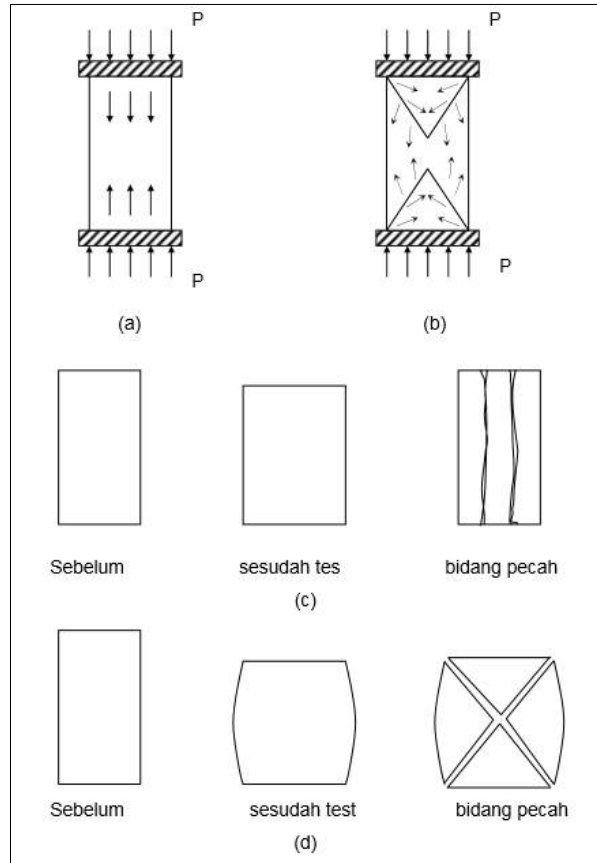 P P
P
P
(a) (b)
Sebelum sesudah tes bidang pecah
(c)
Sebelum sesudah test bidang pecah
(d)